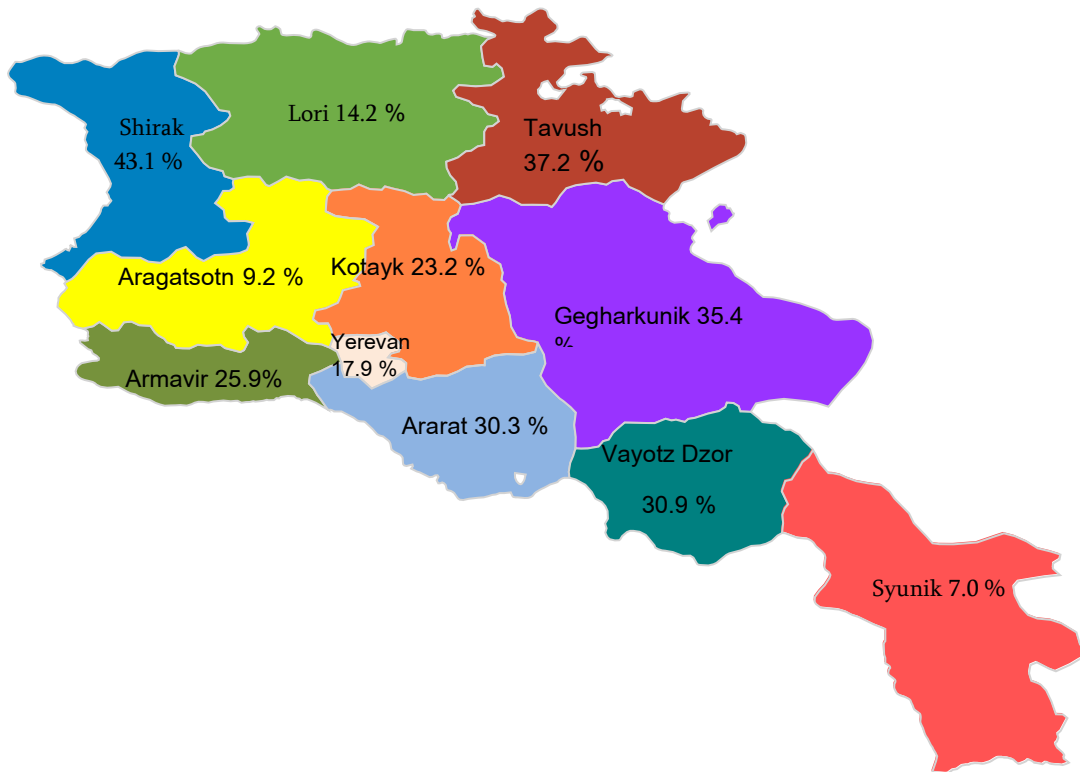 Shirak
43.1 %
Lori 14.2 %
Tavush
37.2 %
Aragatsotn 9.2 %
Kotayk 23.2 %
Gegharkunik 35.4
%
Yerevan
17.9 %
Armavir 25.9%
Ararat 30.3 %
Vayotz Dzor
30.9 %
Syunik 7.0 %